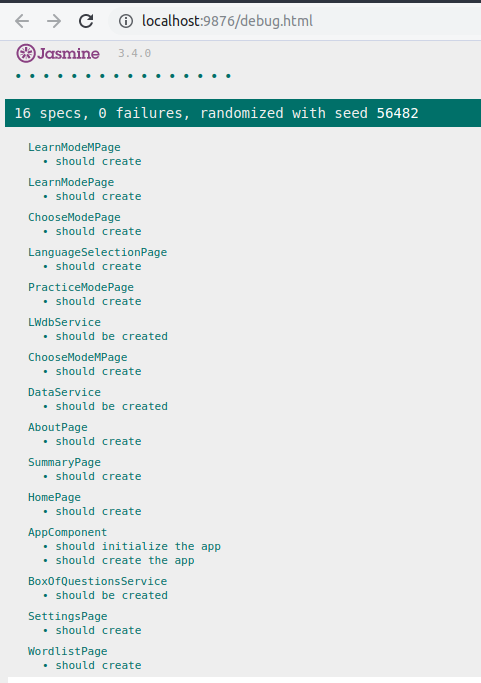 localhost:9876/debug.html
Jasmine 3.4.0
• • • • • • • • • • • • • • • •
16 specs, 0 failures, randomized with seed 56482
LearnModeMPage
• should create
LearnModePage
• should create
ChooseModePage
• should create
LanguageSelectionPage
• should create
PracticeModePage
• should create
LWdbService
• should be created
ChooseModeMPage
• should create
DataService
• should be created
AboutPage
• should create
SummaryPage
• should create
HomePage
• should create
AppComponent
• should initialize the app
• should create the app
BoxOfQuestionsService
• should be created
SettingsPage
• should create
WordlistPage
• should create